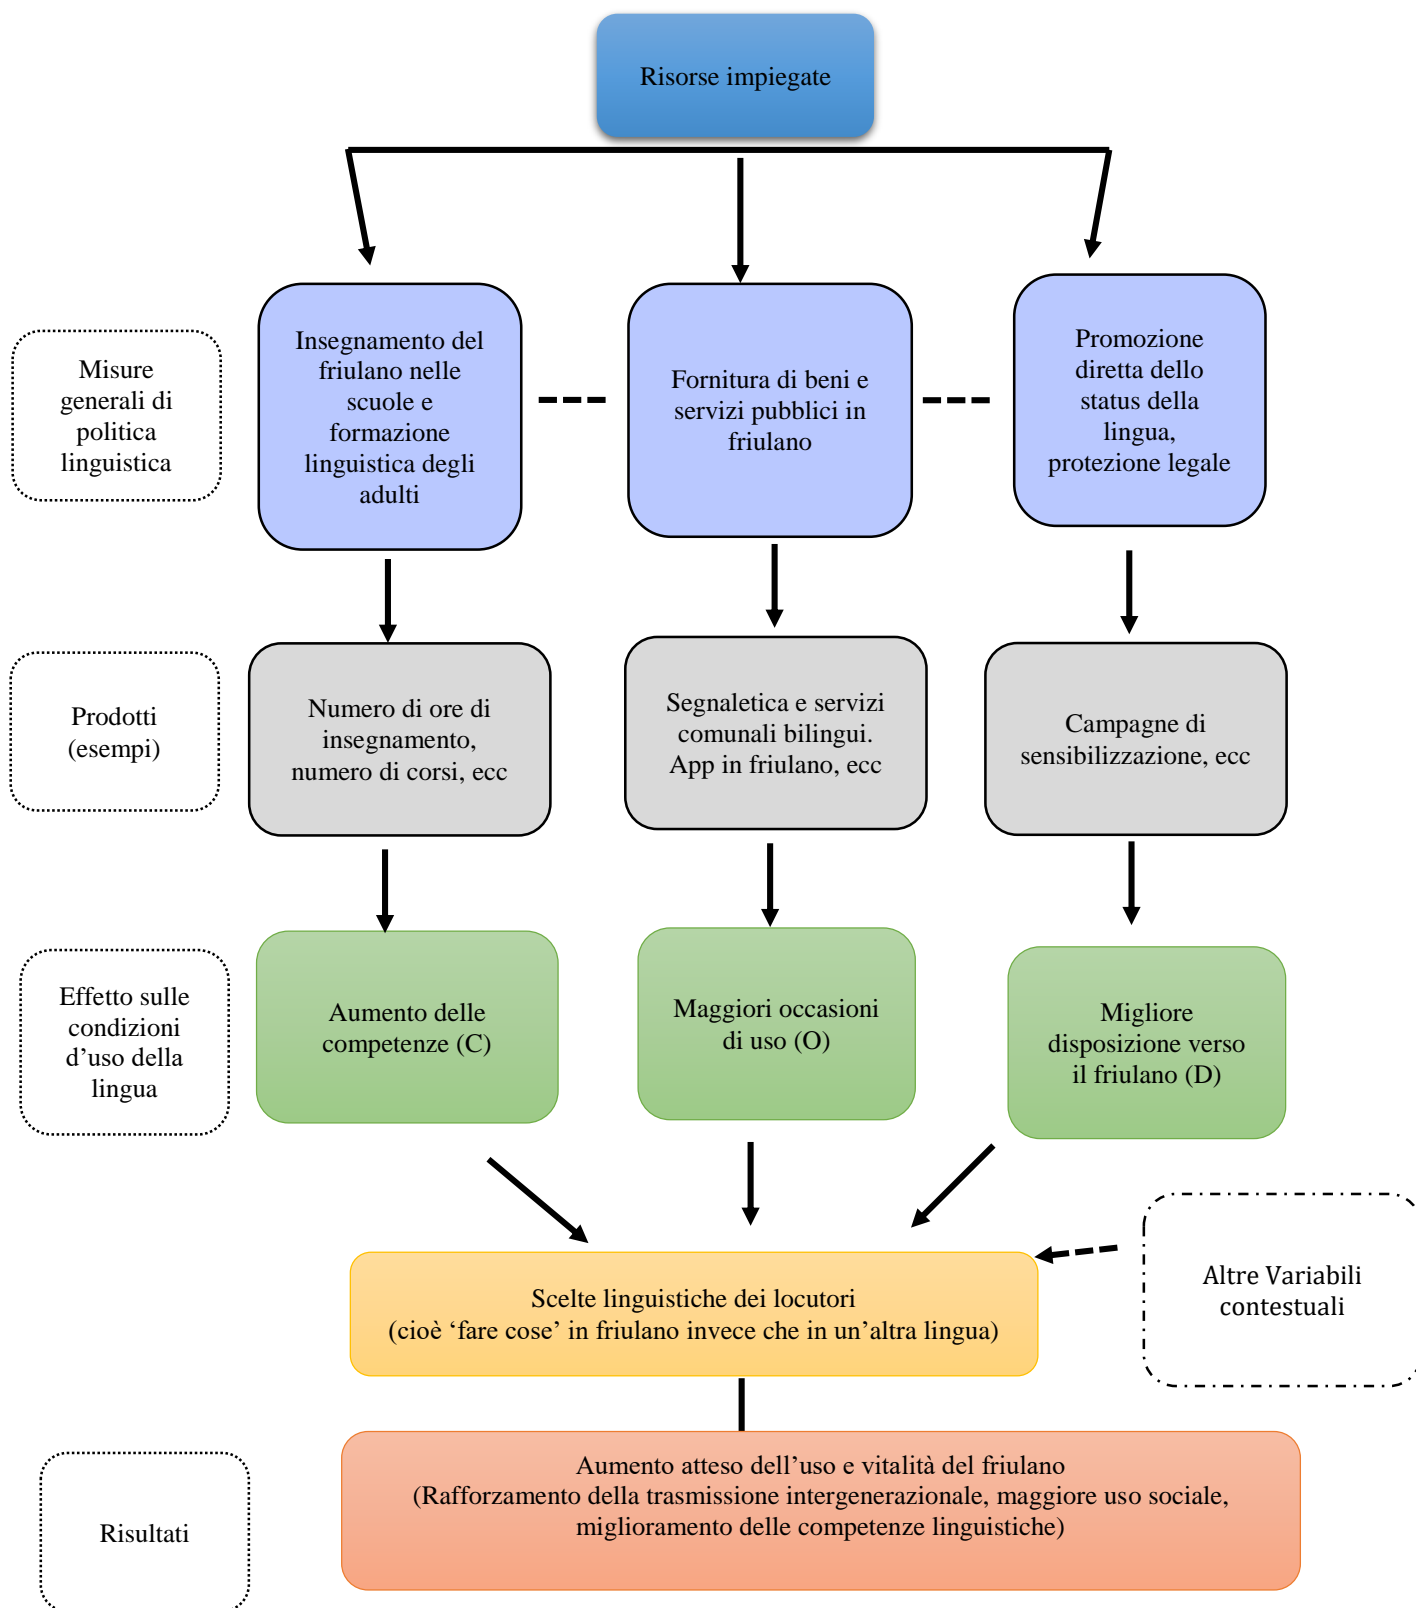 Risorse impiegate
Misure
generali di
politica
linguistica
Insegnamento del
friulano nelle
scuole e
formazione
linguistica degli
adulti
Fornitura di beni e
servizi pubblici in
friulano
Promozione
diretta dello
status della
lingua,
protezione legale
Prodotti
(esempi)
Numero di ore di
insegnamento,
numero di corsi, ecc
Segnaletica e servizi
comunali bilingui.
App in friulano, ecc
Campagne di
sensibilizzazione, ecc
Effetto sulle
condizioni
d’uso della
lingua
Aumento delle
competenze (C)
Maggiori occasioni
di uso (O)
Migliore
disposizione verso
il friulano (D)
Scelte linguistiche dei locutori
(cioè ‘fare cose’ in friulano invece che in un’altra lingua)
Altre Variabili
contestuali
Risultati
Aumento atteso dell’uso e vitalità del friulano
(Rafforzamento della trasmissione intergenerazionale, maggiore uso sociale,
miglioramento delle competenze linguistiche)